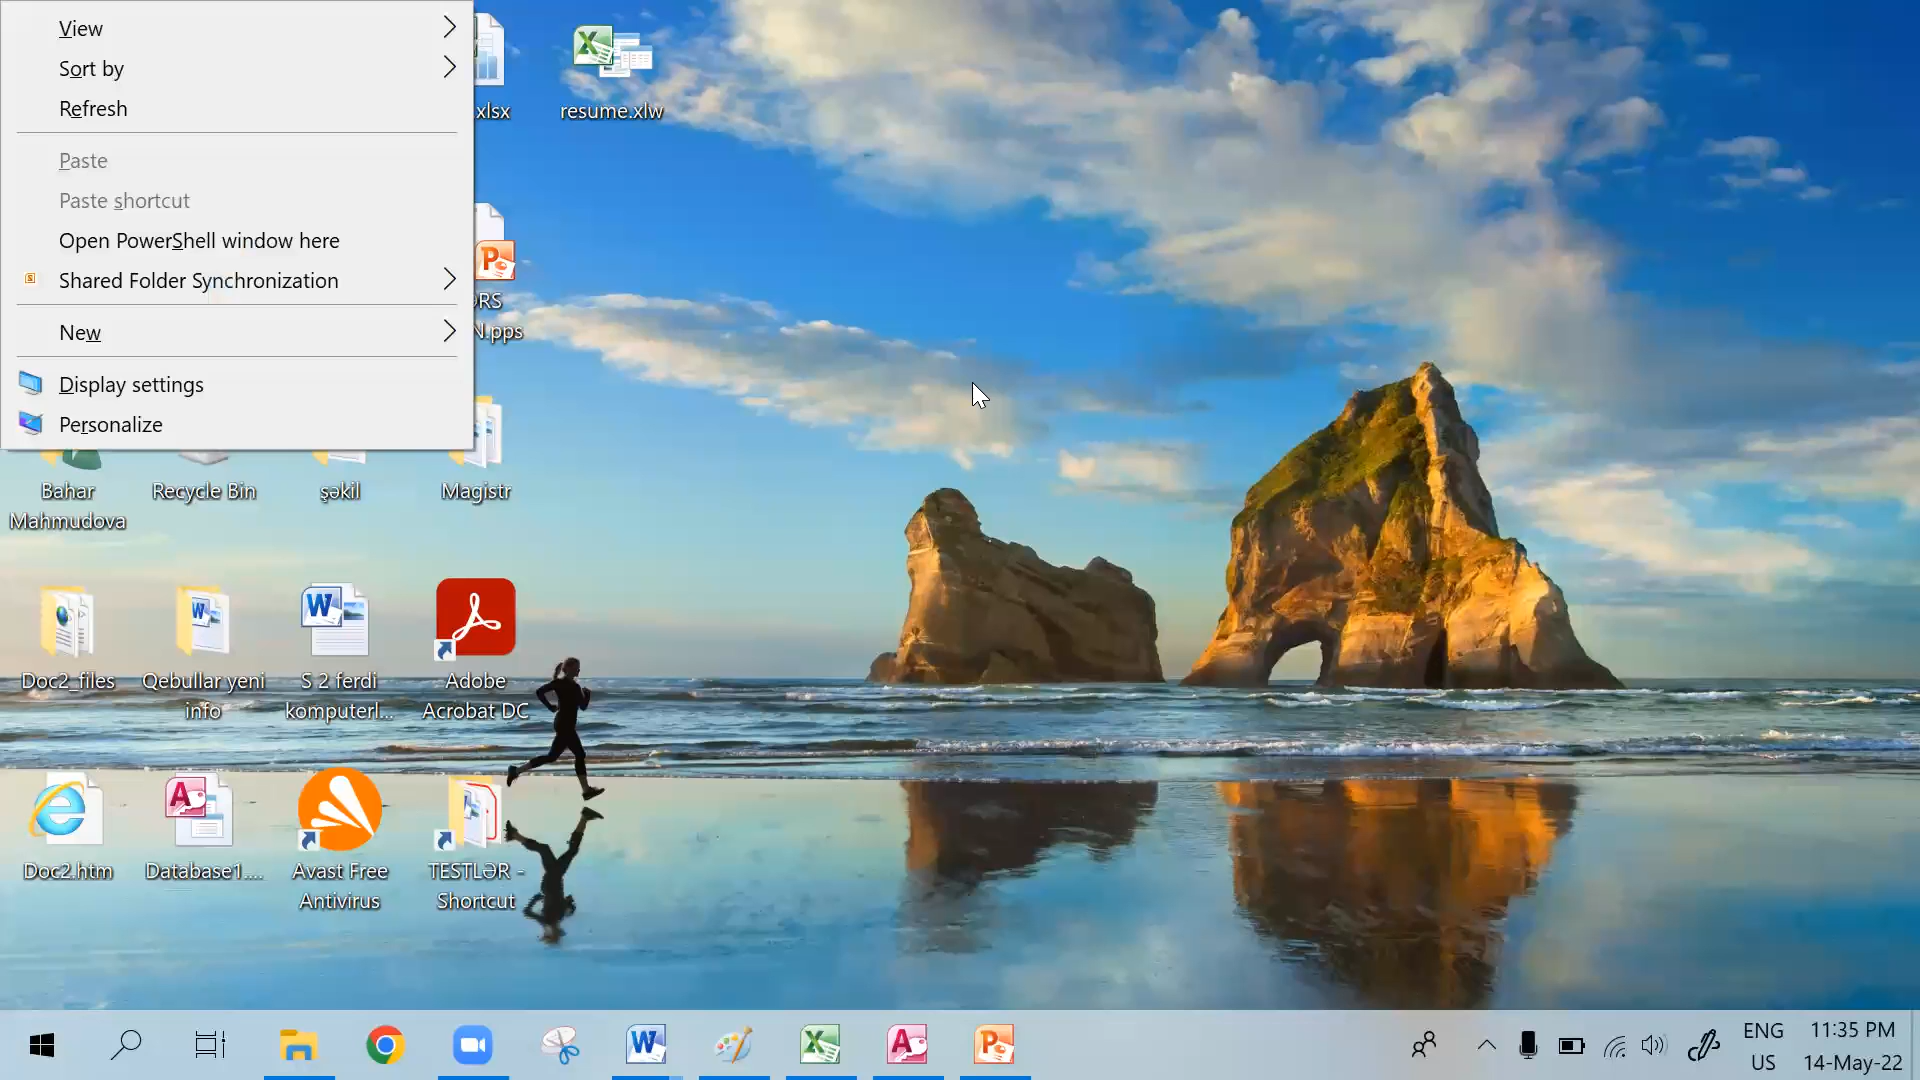 View
Sort by
Refresh
Paste
Paste shortcut
Open PowerShell window here
Shared Folder Synchronization
New
Display settings
Personalize
.xlsx
resume.xlw
N.pps
Bahar
Mahmudova
Recycle Bin
şəkil
Magistr
Doc2_files
Qebullar yeni
info
S 2 ferdi
komputerl...
Adobe
Acrobat DC
Doc2.htm
Database1....
Avast Free
Antivirus
TESTLƏR -
Shortcut
ENG
US
11:35 PM
14-May-22